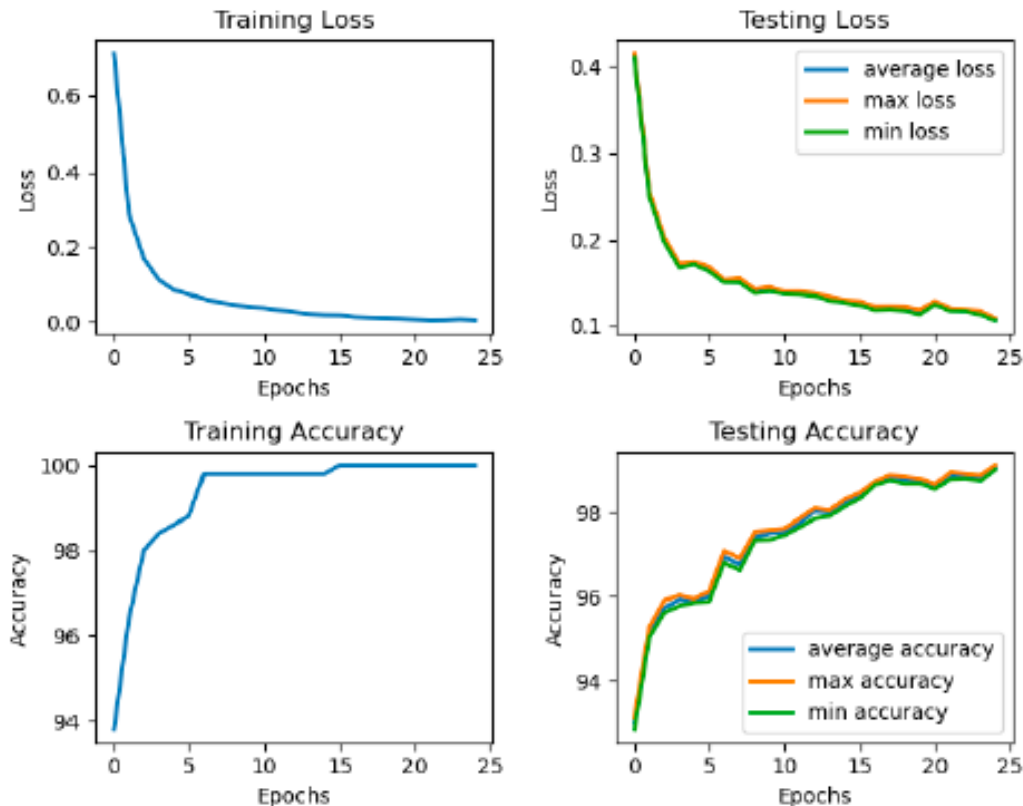 Training Loss
Loss
0.6
0.4
0.2
0.0
0 5 10 15 20 25
Epochs
Testing Loss
Loss
0.4
0.3
0.2
0.1
average loss
max loss
min loss
0 5 10 15 20 25
Epochs
Training Accuracy
Accuracy
100
98
96
94
0 5 10 15 20 25
Epochs
Testing Accuracy
Accuracy
98
96
94
average accuracy
max accuracy
min accuracy
0 5 10 15 20 25
Epochs